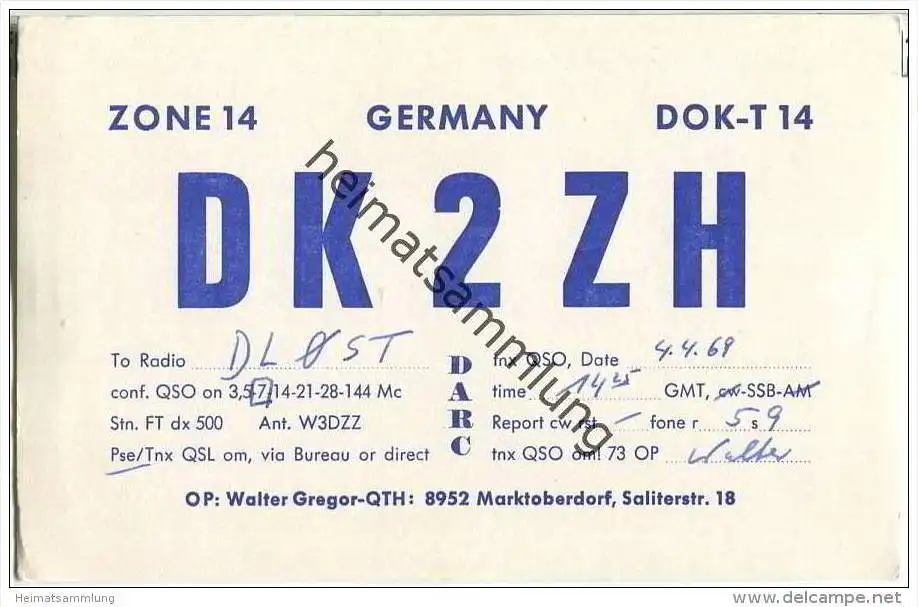 ZONE 14 GERMANY DOK-T 14
DK2ZH
To Radio DLØST
conf. QSO on 3,5-7-14-21-28-144 Mc
Stn. FT dx 500 Ant. W3DZZ
Pse/Tnx QSL om, via Bureau or direct
DARC
tnx QSO, Date 4.4.69
time 14 25 GMT, cw-SSB-AM
Report cw rst / fone r 5 s 9
tnx QSO om! 73 OP Walter
OP: Walter Gregor-QTH: 8952 Marktoberdorf, Saliterstr. 18
heimatsammlung
Heimatsammlung
www.delcampe.net